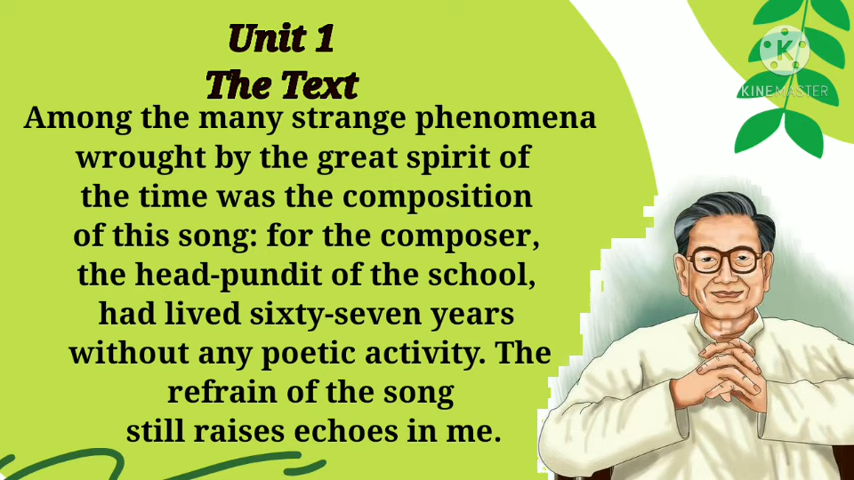 Unit 1
The Text
Among the many strange phenomena
wrought by the great spirit of
the time was the composition
of this song: for the composer,
the head-pundit of the school,
had lived sixty-seven years
without any poetic activity. The
refrain of the song
still raises echoes in me.
K
KINEMASTER